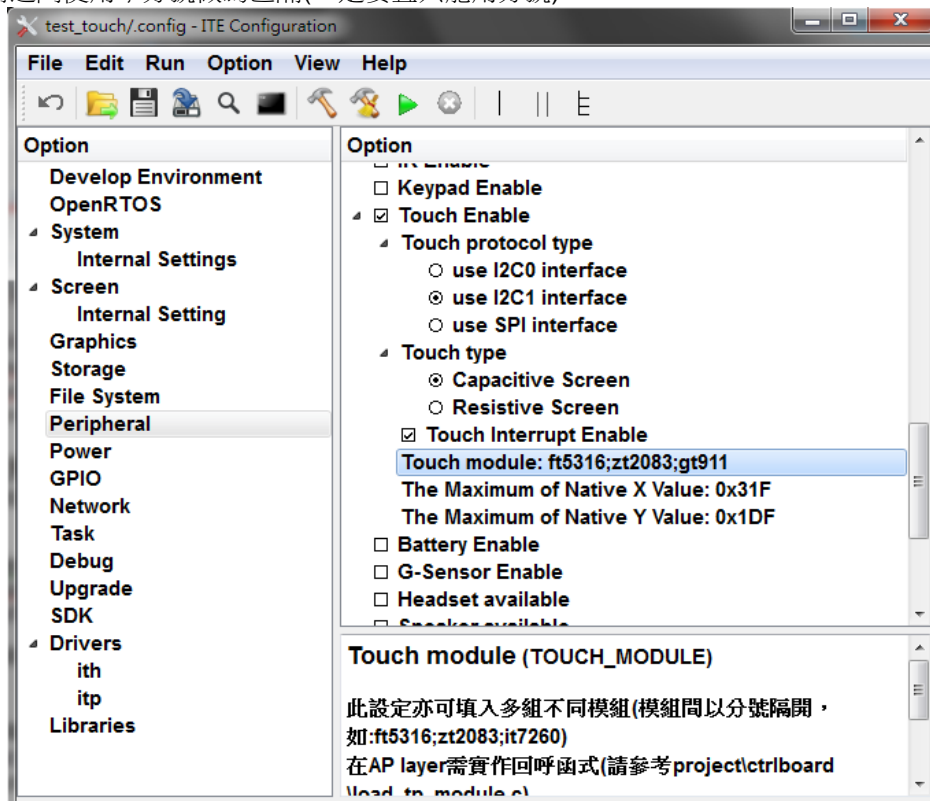 test_touch/.config - ITE Configuration
File Edit Run Option View Help
Option
Develop Environment
OpenRTOS
System
Internal Settings
Screen
Internal Setting
Graphics
Storage
File System
Peripheral
Power
GPIO
Network
Task
Debug
Upgrade
SDK
Drivers
ith
itp
Libraries
Option
Keypad Enable
Touch Enable
Touch protocol type
use I2C0 interface
use I2C1 interface
use SPI interface
Touch type
Capacitive Screen
Resistive Screen
Touch Interrupt Enable
Touch module: ft5316;zt2083;gt911
The Maximum of Native X Value: 0x31F
The Maximum of Native Y Value: 0x1DF
Battery Enable
G-Sensor Enable
Headset available
Speaker available
Touch module (TOUCH_MODULE)
此設定亦可填入多組不同模組(模組間以分號隔開，
如:ft5316;zt2083;it7260)
在AP layer需實作回呼函式(請參考project\ctrlboard
\load_tp_module.c)